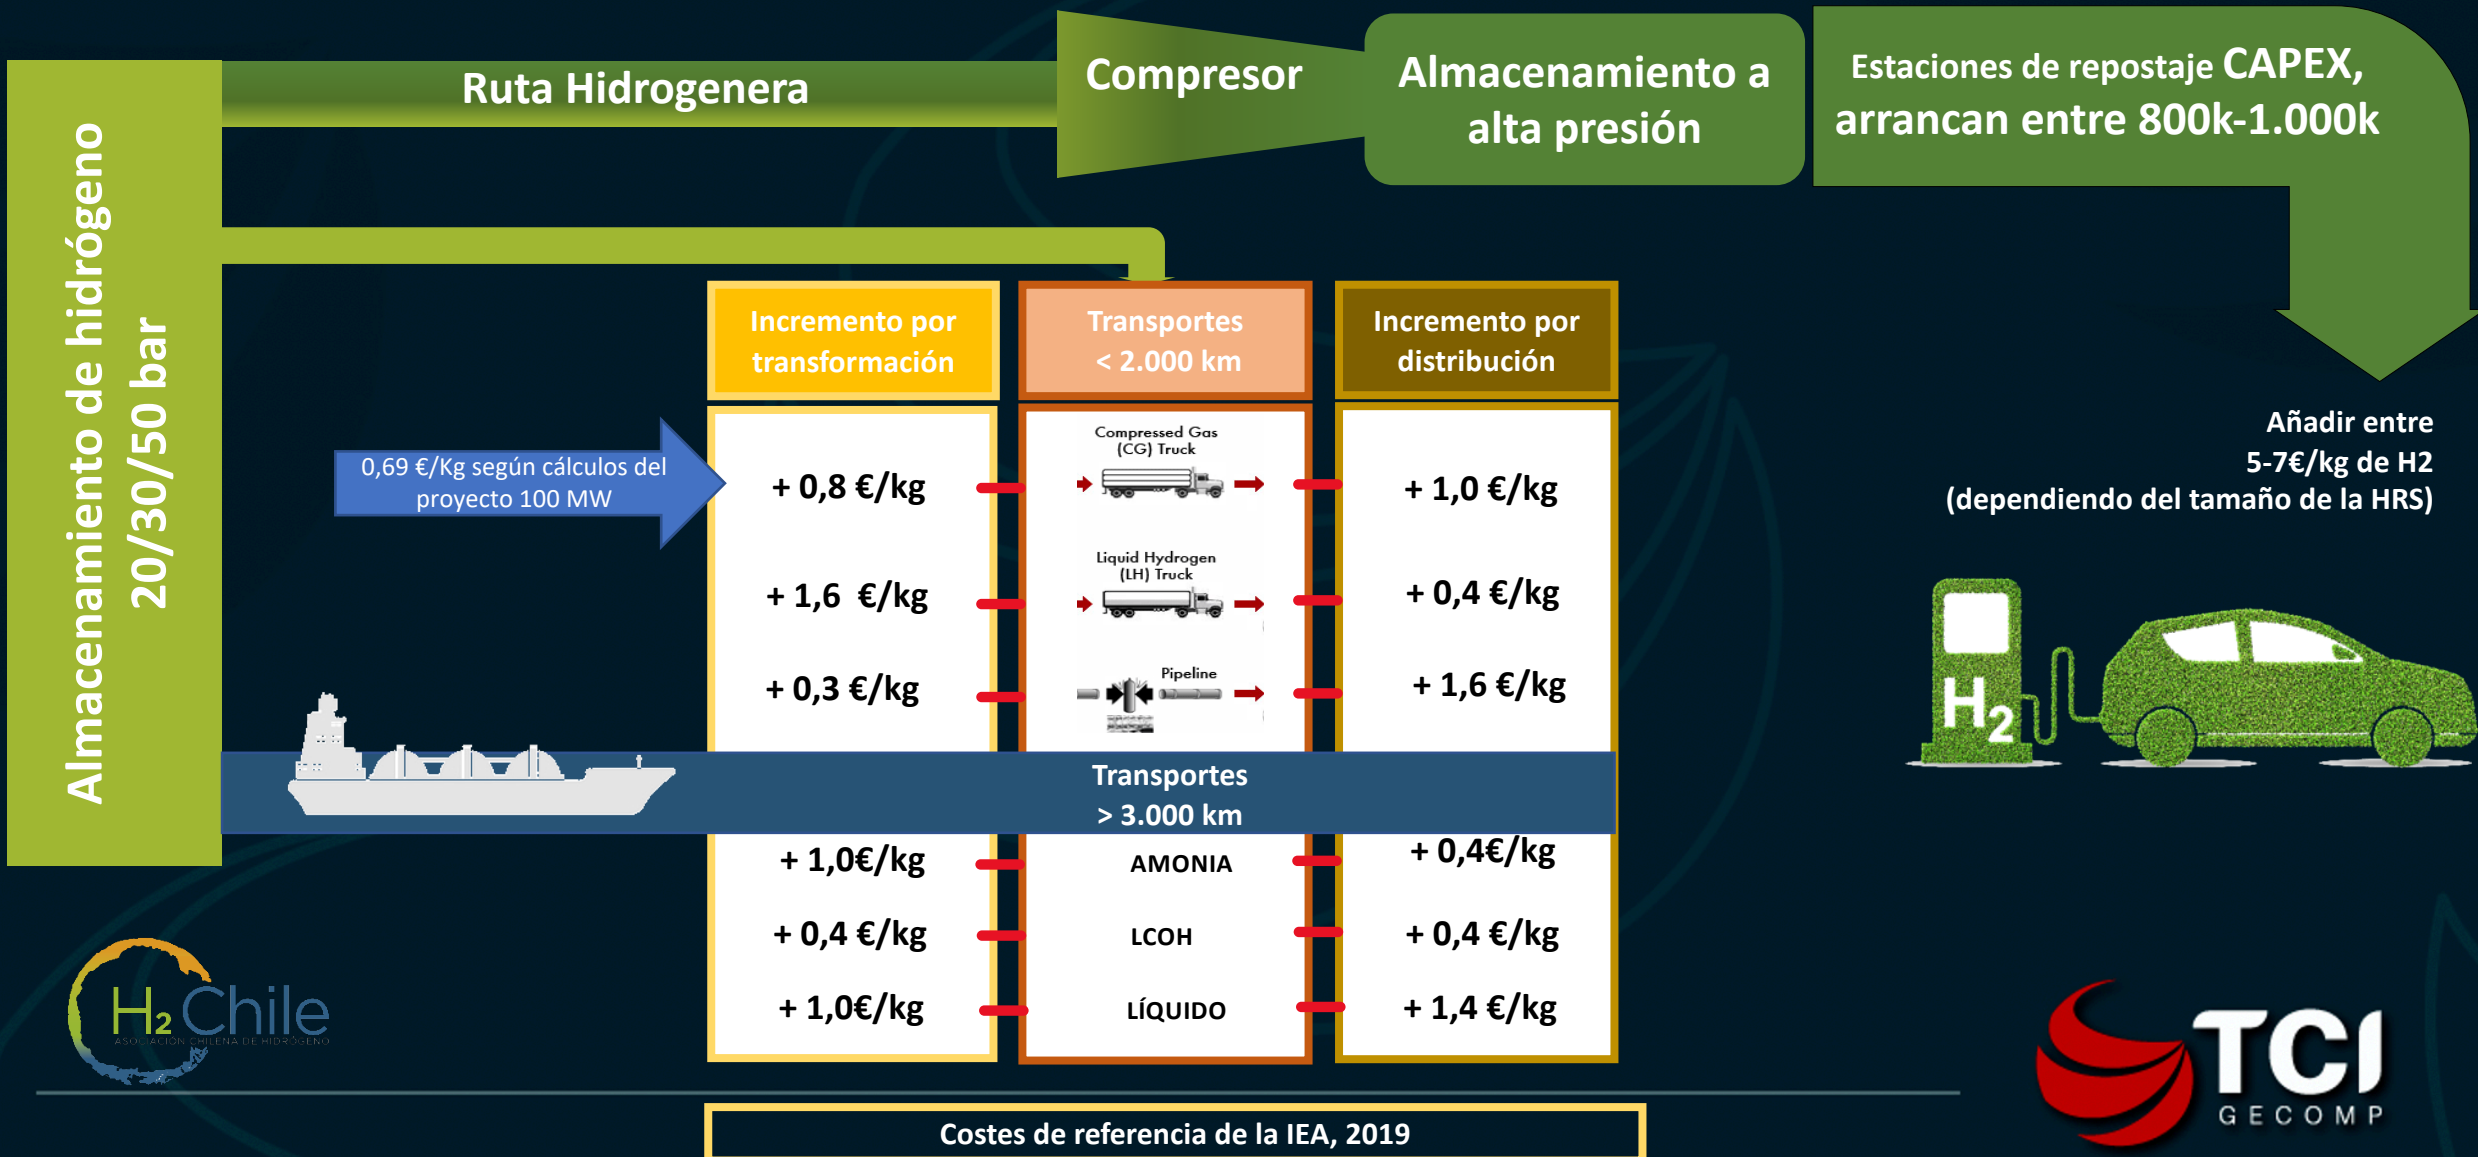 Almacenamiento de hidrógeno
20/30/50 bar
Ruta Hidrogenera
Compresor
Almacenamiento a
alta presión
Estaciones de repostaje CAPEX,
arrancan entre 800k-1.000k
Incremento por
transformación
Transportes
< 2.000 km
Incremento por
distribución
0,69 €/Kg según cálculos del
proyecto 100 MW
+ 0,8 €/kg
Compressed Gas
(CG) Truck
+ 1,0 €/kg
+ 1,6 €/kg
Liquid Hydrogen
(LH) Truck
+ 0,4 €/kg
+ 0,3 €/kg
Pipeline
+ 1,6 €/kg
Transportes
> 3.000 km
+ 1,0€/kg
AMONIA
+ 0,4€/kg
+ 0,4 €/kg
LCOH
+ 0,4 €/kg
+ 1,0€/kg
LÍQUIDO
+ 1,4 €/kg
Añadir entre
5-7€/kg de H2
(dependiendo del tamaño de la HRS)
H2
H2 Chile
ASOCIACIÓN CHILENA DE HIDRÓGENO
TCI
GECOMP
Costes de referencia de la IEA, 2019